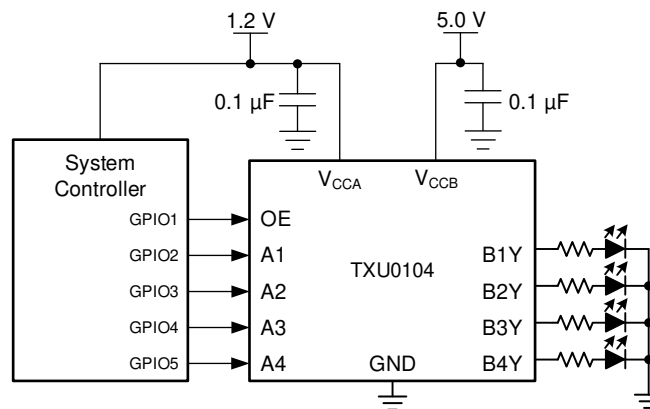 1.2 V
5.0 V
0.1 µF
0.1 µF
System
Controller
GPIO1
GPIO2
GPIO3
GPIO4
GPIO5
VCCA
VCCB
OE
A1
A2
A3
A4
TXU0104
B1Y
B2Y
B3Y
B4Y
GND